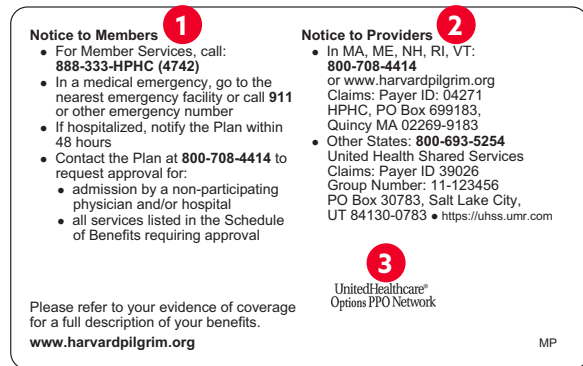 1
Notice to Members
• For Member Services, call:
888-333-HPHC (4742)
• In a medical emergency, go to the
nearest emergency facility or call 911
or other emergency number
• If hospitalized, notify the Plan within
48 hours
• Contact the Plan at 800-708-4414 to
request approval for:
• admission by a non-participating
physician and/or hospital
• all services listed in the Schedule
of Benefits requiring approval
2
Notice to Providers
• In MA, ME, NH, RI, VT:
800-708-4414
or www.harvardpilgrim.org
Claims: Payer ID: 04271
HPHC, PO Box 699183,
Quincy MA 02269-9183
• Other States: 800-693-5254
United Health Shared Services
Claims: Payer ID 39026
Group Number: 11-123456
PO Box 30783, Salt Lake City,
UT 84130-0783 • https://uhss.umr.com
3
UnitedHealthcare®
Options PPO Network
Please refer to your evidence of coverage
for a full description of your benefits.
www.harvardpilgrim.org
MP